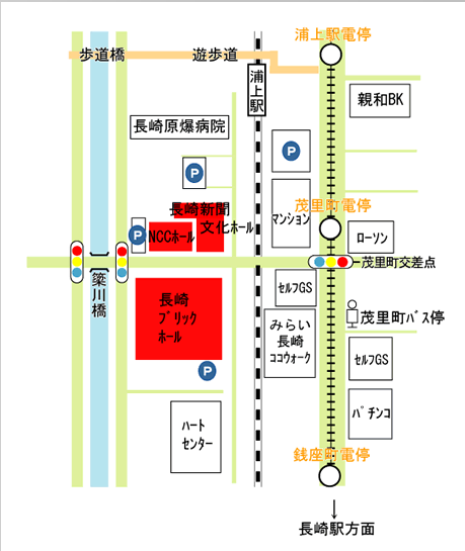 浦上駅電停
歩道橋
遊歩道
浦上駅
親和BK
長崎原爆病院
P
P
マンション
茂里町電停
長崎新聞
文化ホール
NCCホール
P
ローソン
茂里町交差点
築川橋
セルフGS
長崎
ブリック
ホール
みらい
長崎
ココウォーク
茂里町バス停
セルフGS
P
パチンコ
ハート
センター
銭座町電停
↓
長崎駅方面